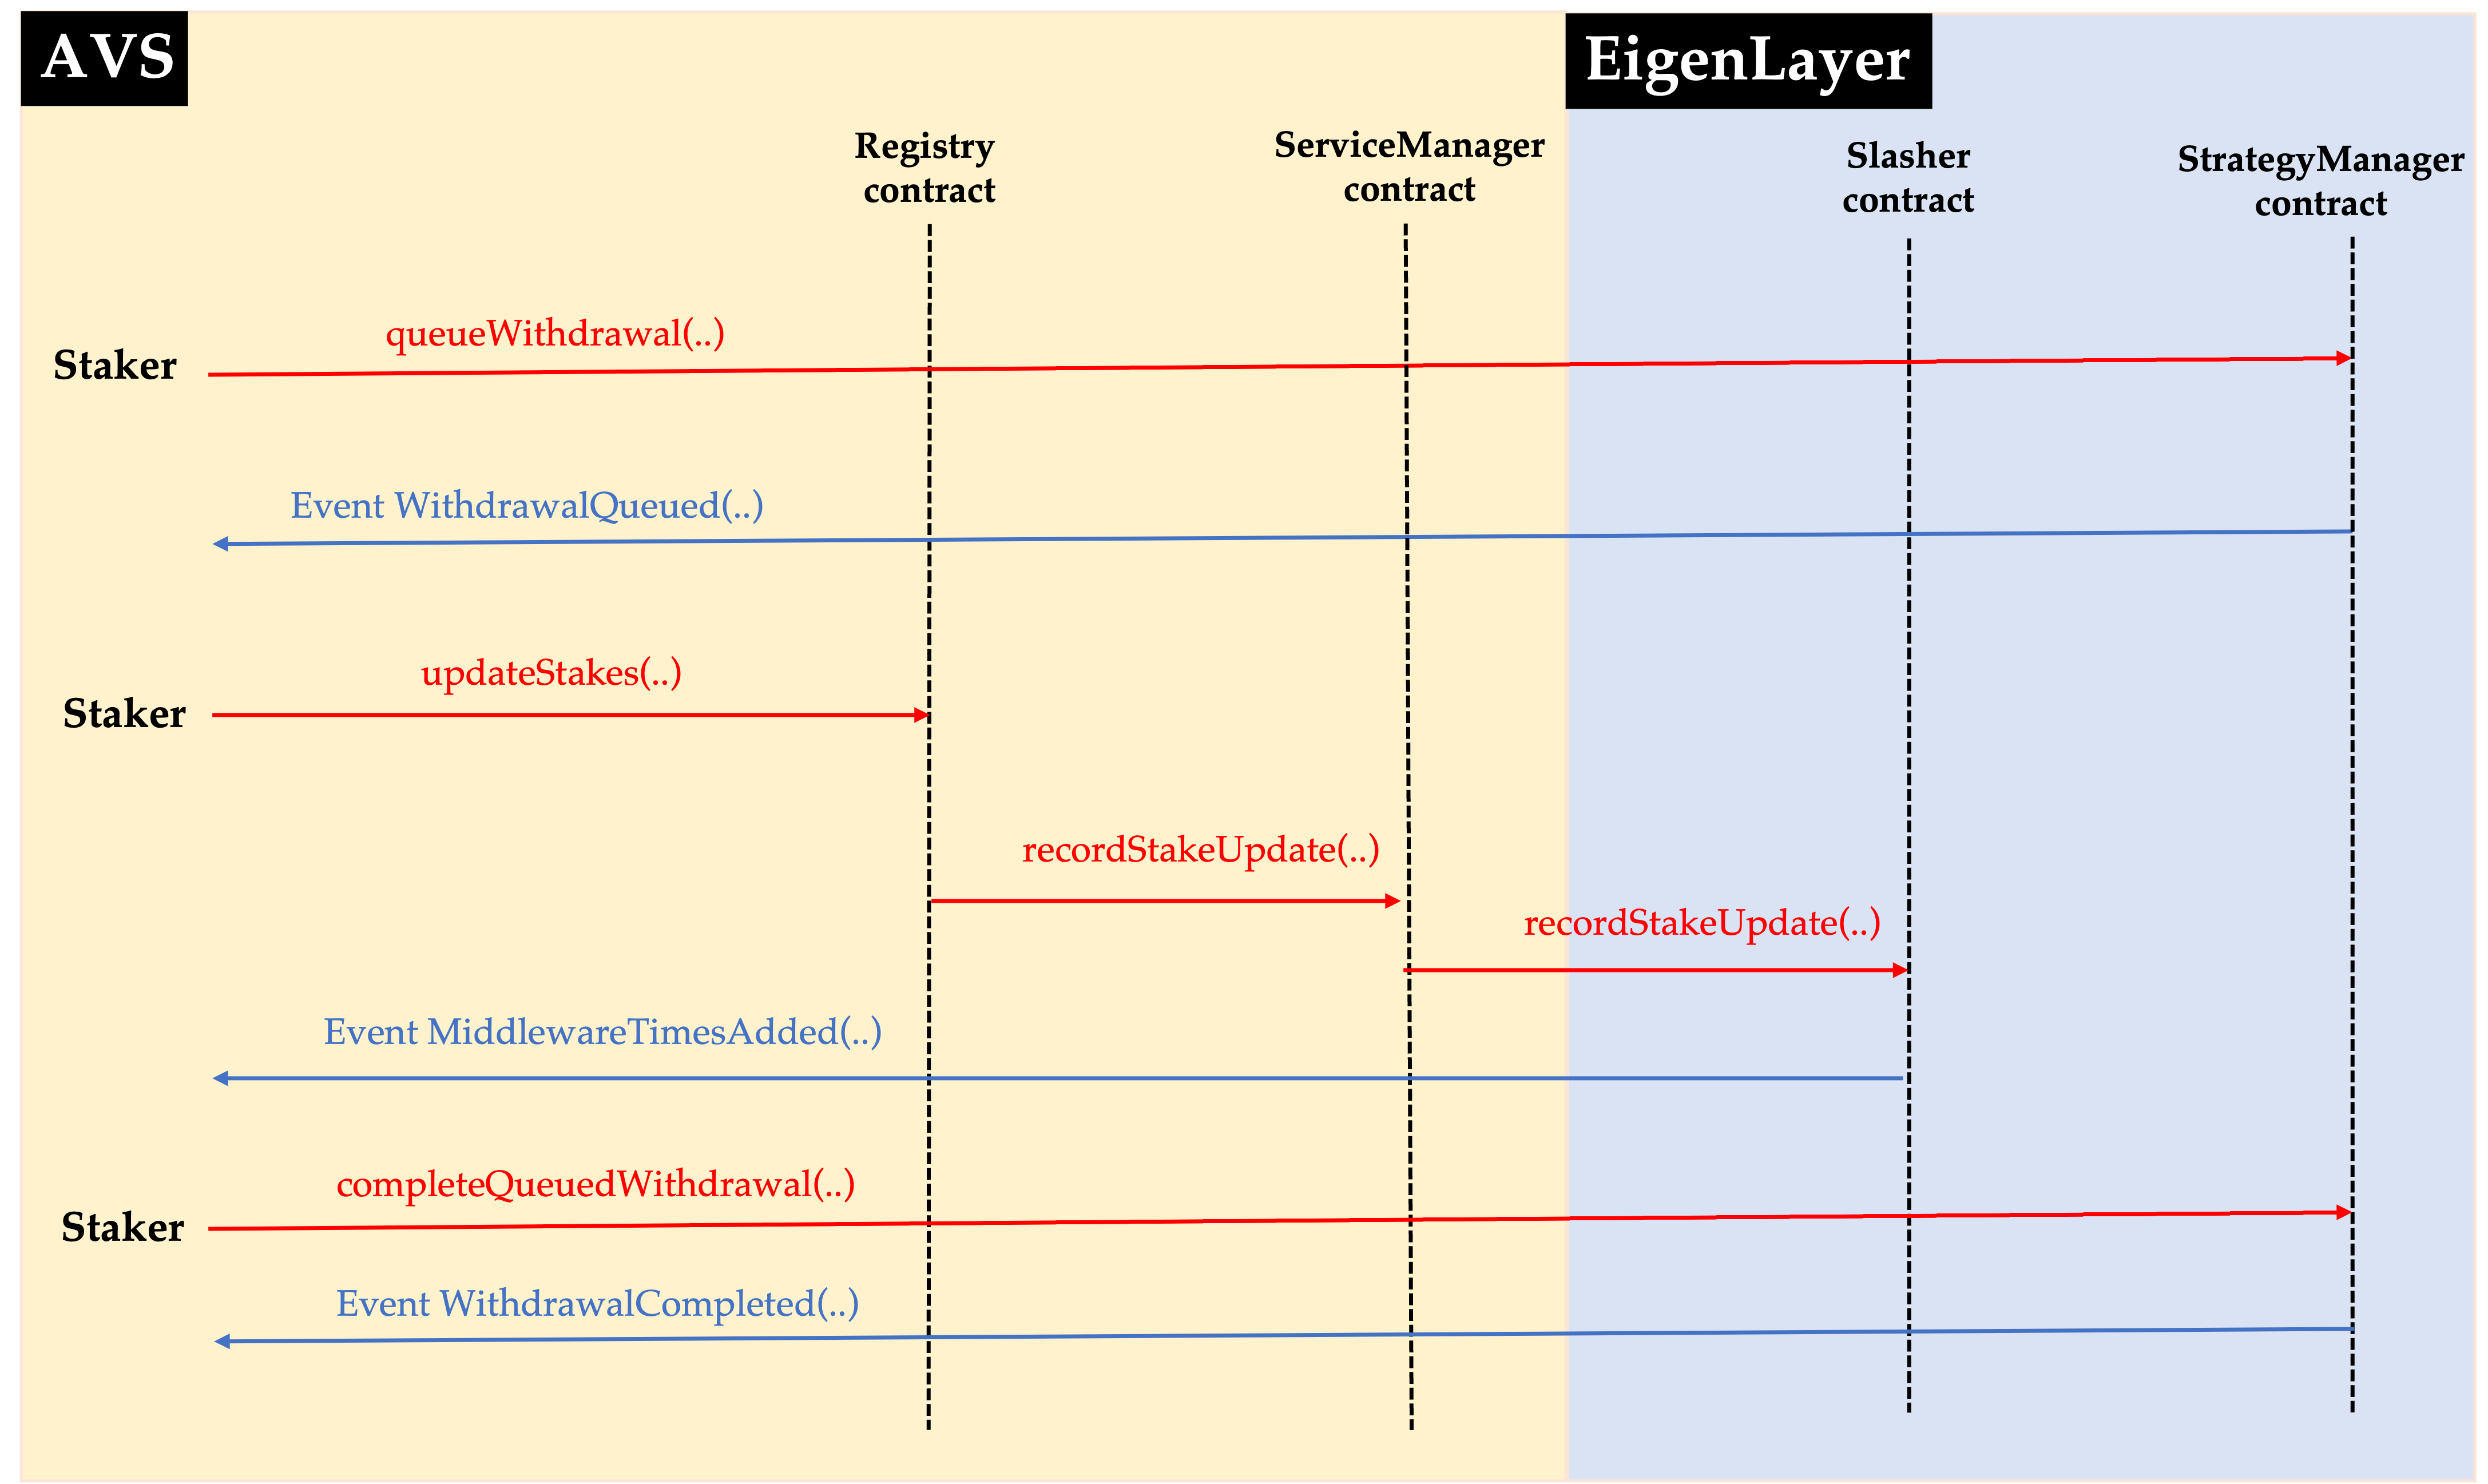 AVS
EigenLayer
Registry
contract
ServiceManager
contract
Slasher
contract
StrategyManager
contract
queueWithdrawal(..)
Staker
Event WithdrawalQueued(..)
updateStakes(..)
Staker
recordStakeUpdate(..)
recordStakeUpdate(..)
Event MiddlewareTimesAdded(..)
completeQueuedWithdrawal(..)
Staker
Event WithdrawalCompleted(..)